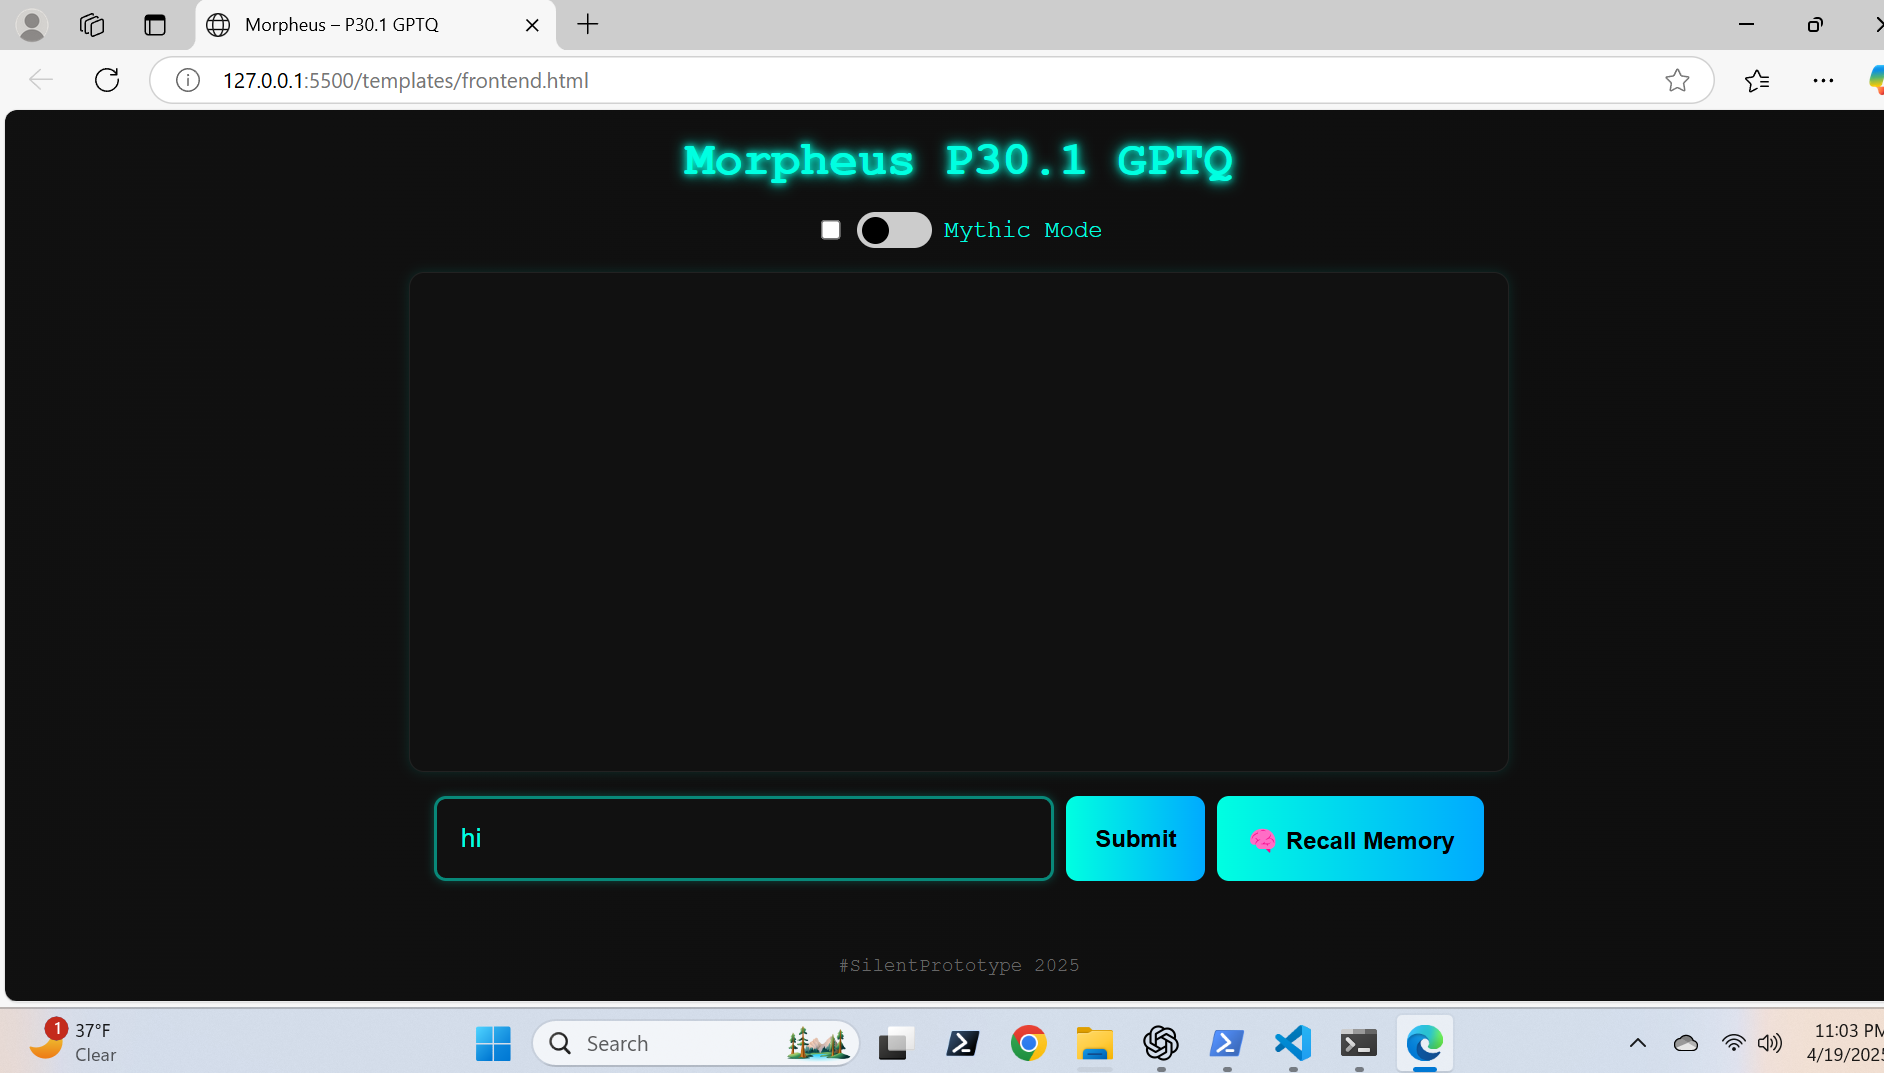 Morpheus – P30.1 GPTQ
127.0.0.1:5500/templates/frontend.html
Morpheus P30.1 GPTQ
Mythic Mode
hi
Submit
Recall Memory
#SilentPrototype 2025
1
37°F
Clear
Search
11:03 PM
4/19/2025